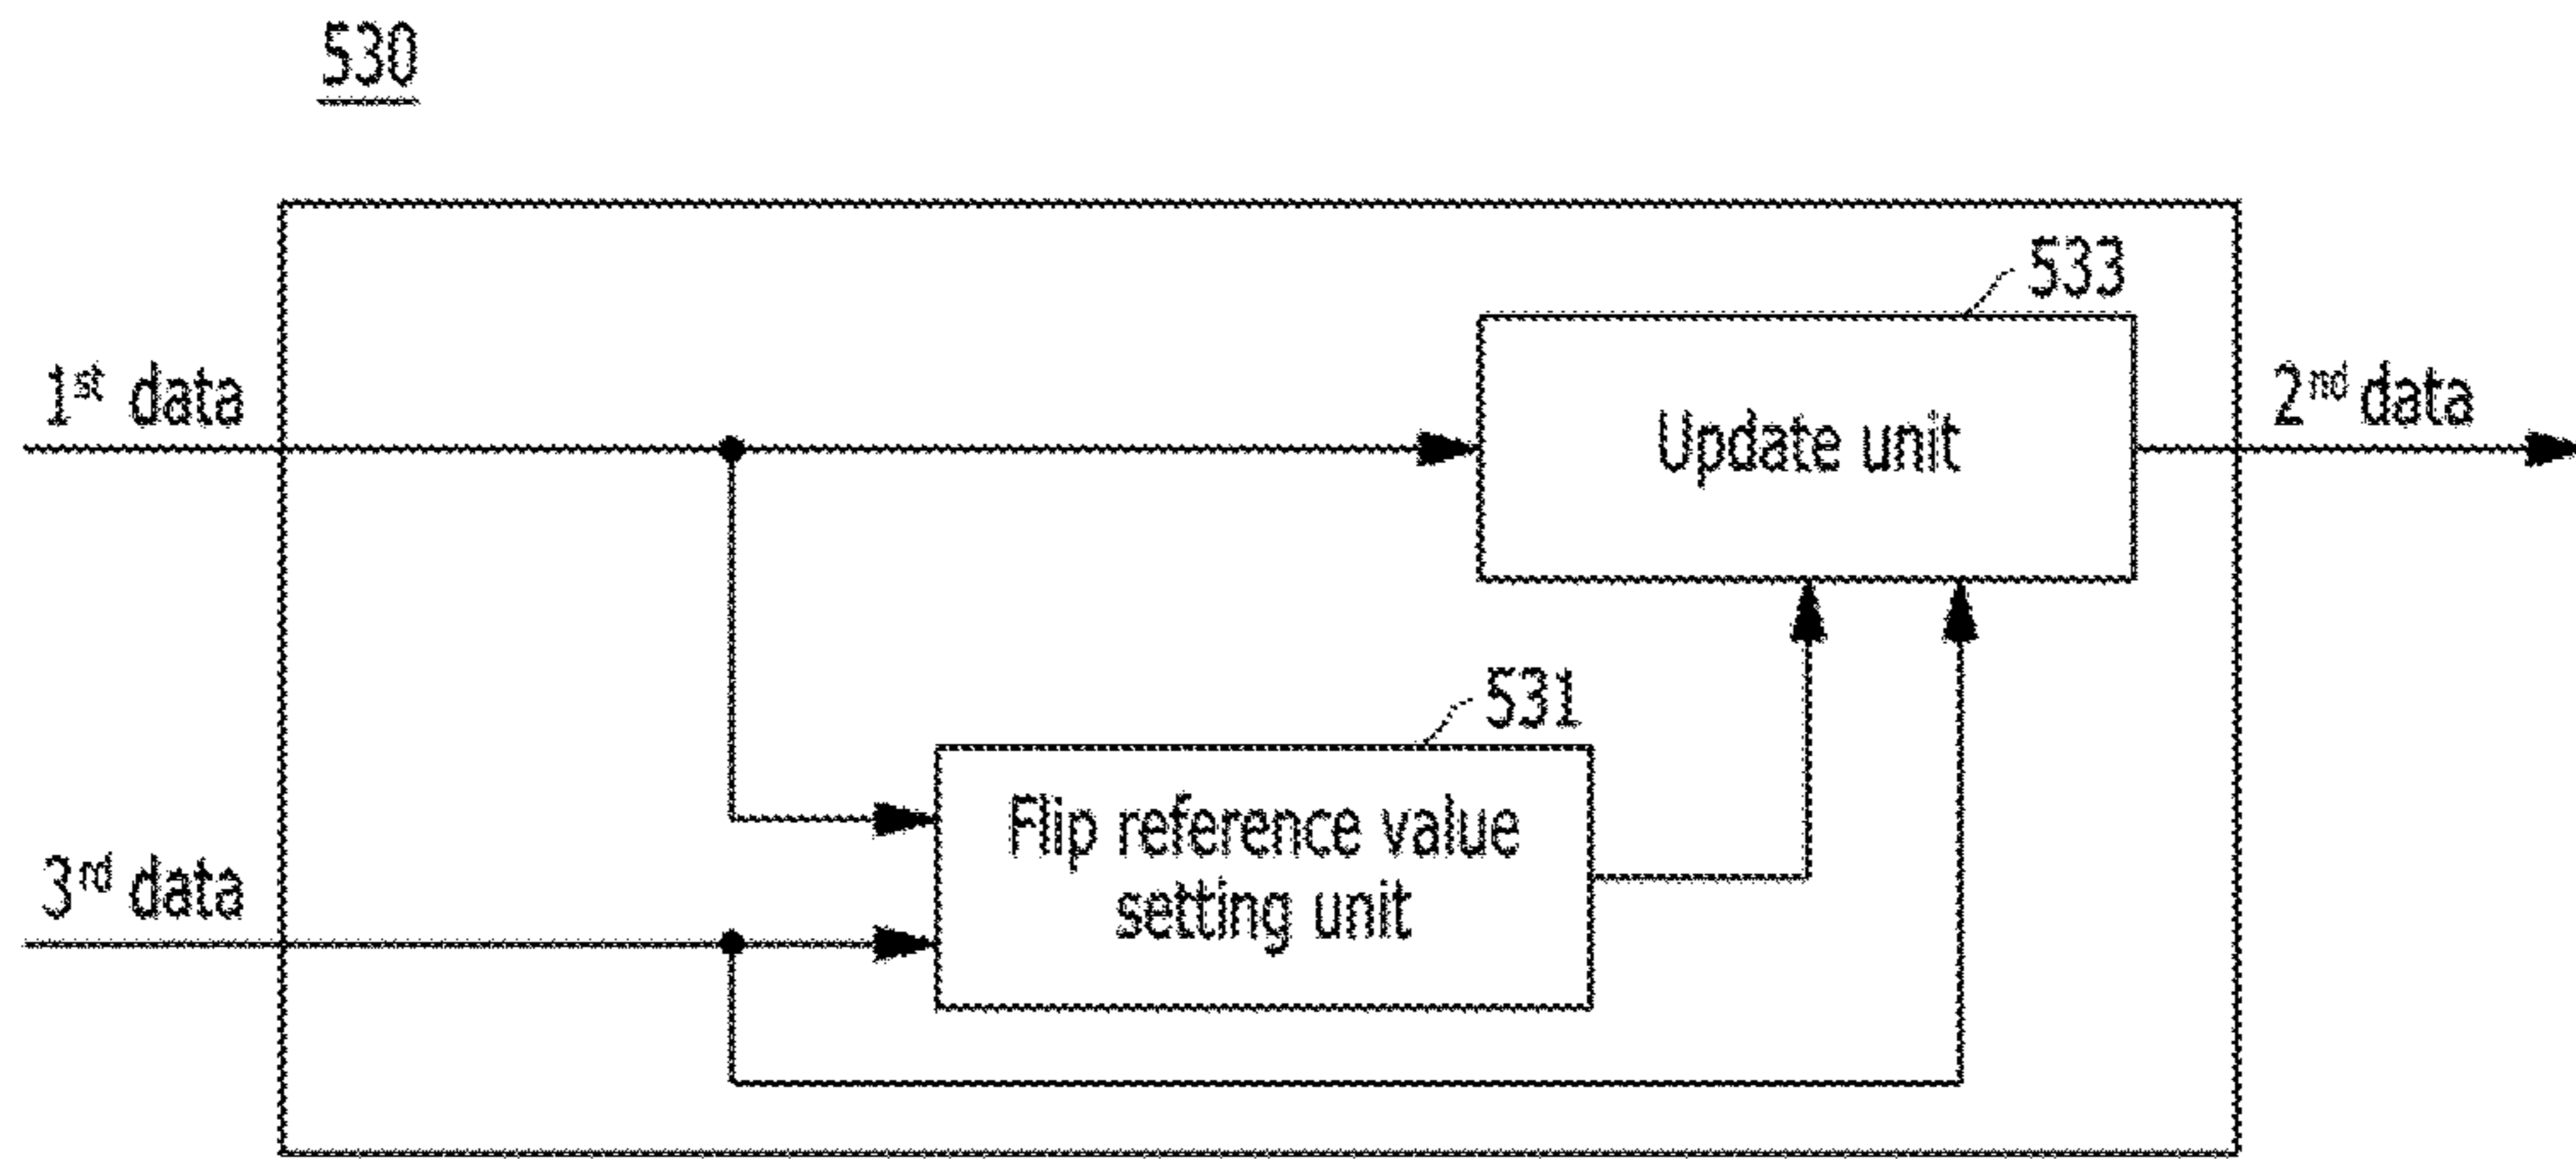 530
533
1st data
Update unit
2nd data
531
Flip reference value
setting unit
3rd data